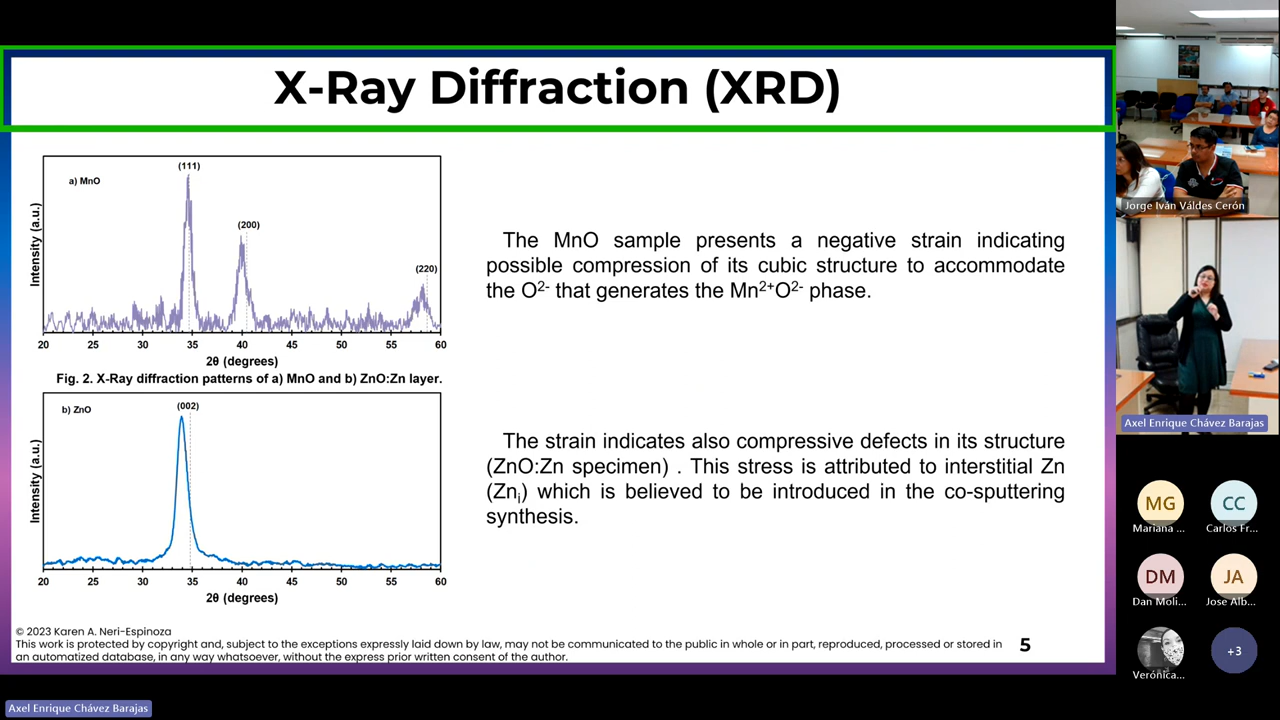 X-Ray Diffraction (XRD)
(111)
a) MnO
(200)
(220)
Intensity (a.u.)
20 25 30 35 40 45 50 55 60
2θ (degrees)
Fig. 2. X-Ray diffraction patterns of a) MnO and b) ZnO:Zn layer.
b) ZnO
(002)
Intensity (a.u.)
20 25 30 35 40 45 50 55 60
2θ (degrees)
The MnO sample presents a negative strain indicating
possible compression of its cubic structure to accommodate
the O²⁻ that generates the Mn²⁺O²⁻ phase.
The strain indicates also compressive defects in its structure
(ZnO:Zn specimen) . This stress is attributed to interstitial Zn
(Znᵢ) which is believed to be introduced in the co-sputtering
synthesis.
© 2023 Karen A. Neri-Espinoza
This work is protected by copyright and, subject to the exceptions expressly laid down by law, may not be communicated to the public in whole or in part, reproduced, processed or stored in
an automatized database, in any way whatsoever, without the express prior written consent of the author.
5
Jorge Iván Váldes Cerón
Axel Enrique Chávez Barajas
MG
Mariana ...
CC
Carlos Fr...
DM
Dan Moli...
JA
Jose Alb...
Verónica...
+3
Axel Enrique Chávez Barajas